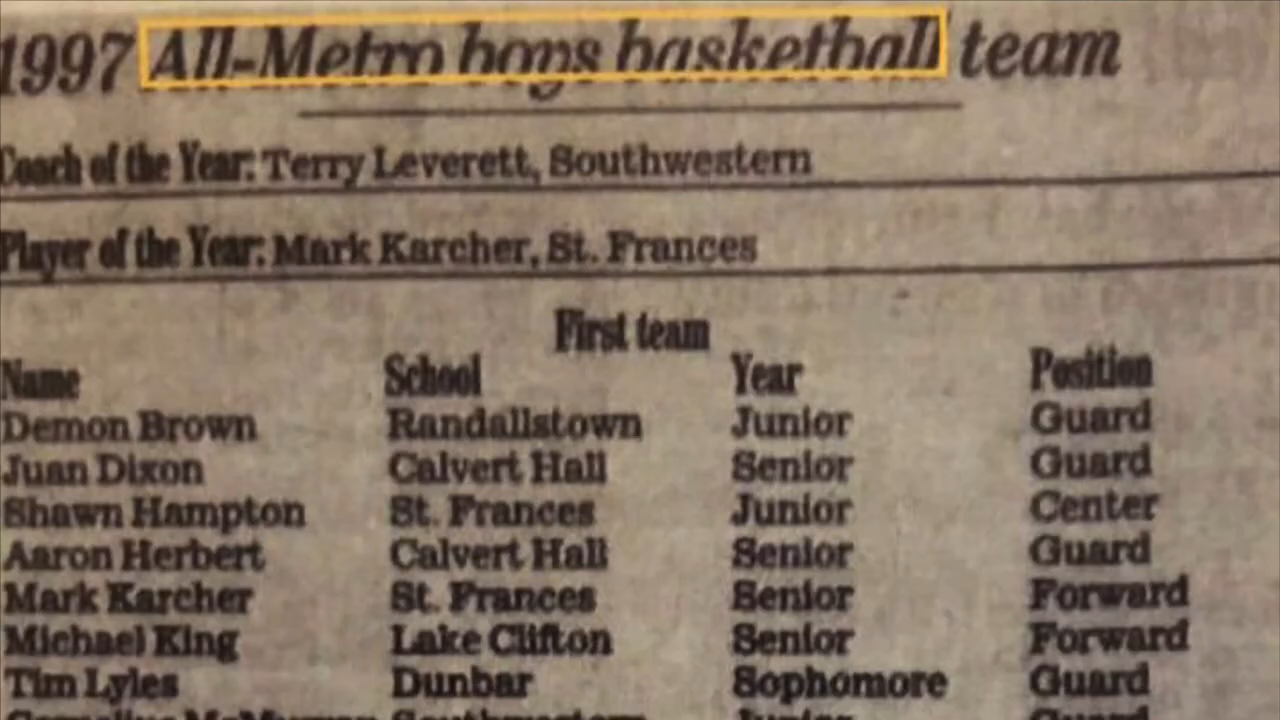 1997 All-Metro boys basketball team
Coach of the Year: Terry Leverett, Southwestern
Player of the Year: Mark Karcher, St. Frances
First team
Name School Year Position
Demon Brown Randallstown Junior Guard
Juan Dixon Calvert Hall Senior Guard
Shawn Hampton St. Frances Junior Center
Aaron Herbert Calvert Hall Senior Guard
Mark Karcher St. Frances Senior Forward
Michael King Lake Clifton Senior Forward
Tim Lyles Dunbar Sophomore Guard
Southwestern Junior